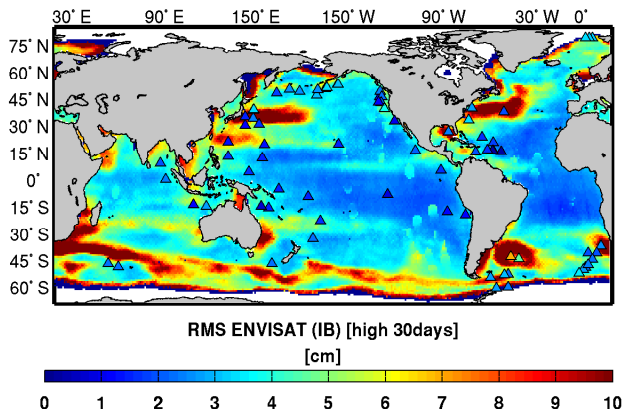 30° E 90° E 150° E 150° W 90° W 30° W 0°
75° N
60° N
45° N
30° N
15° N
0°
15° S
30° S
45° S
60° S
RMS ENVISAT (IB) [high 30days]
[cm]
0 1 2 3 4 5 6 7 8 9 10